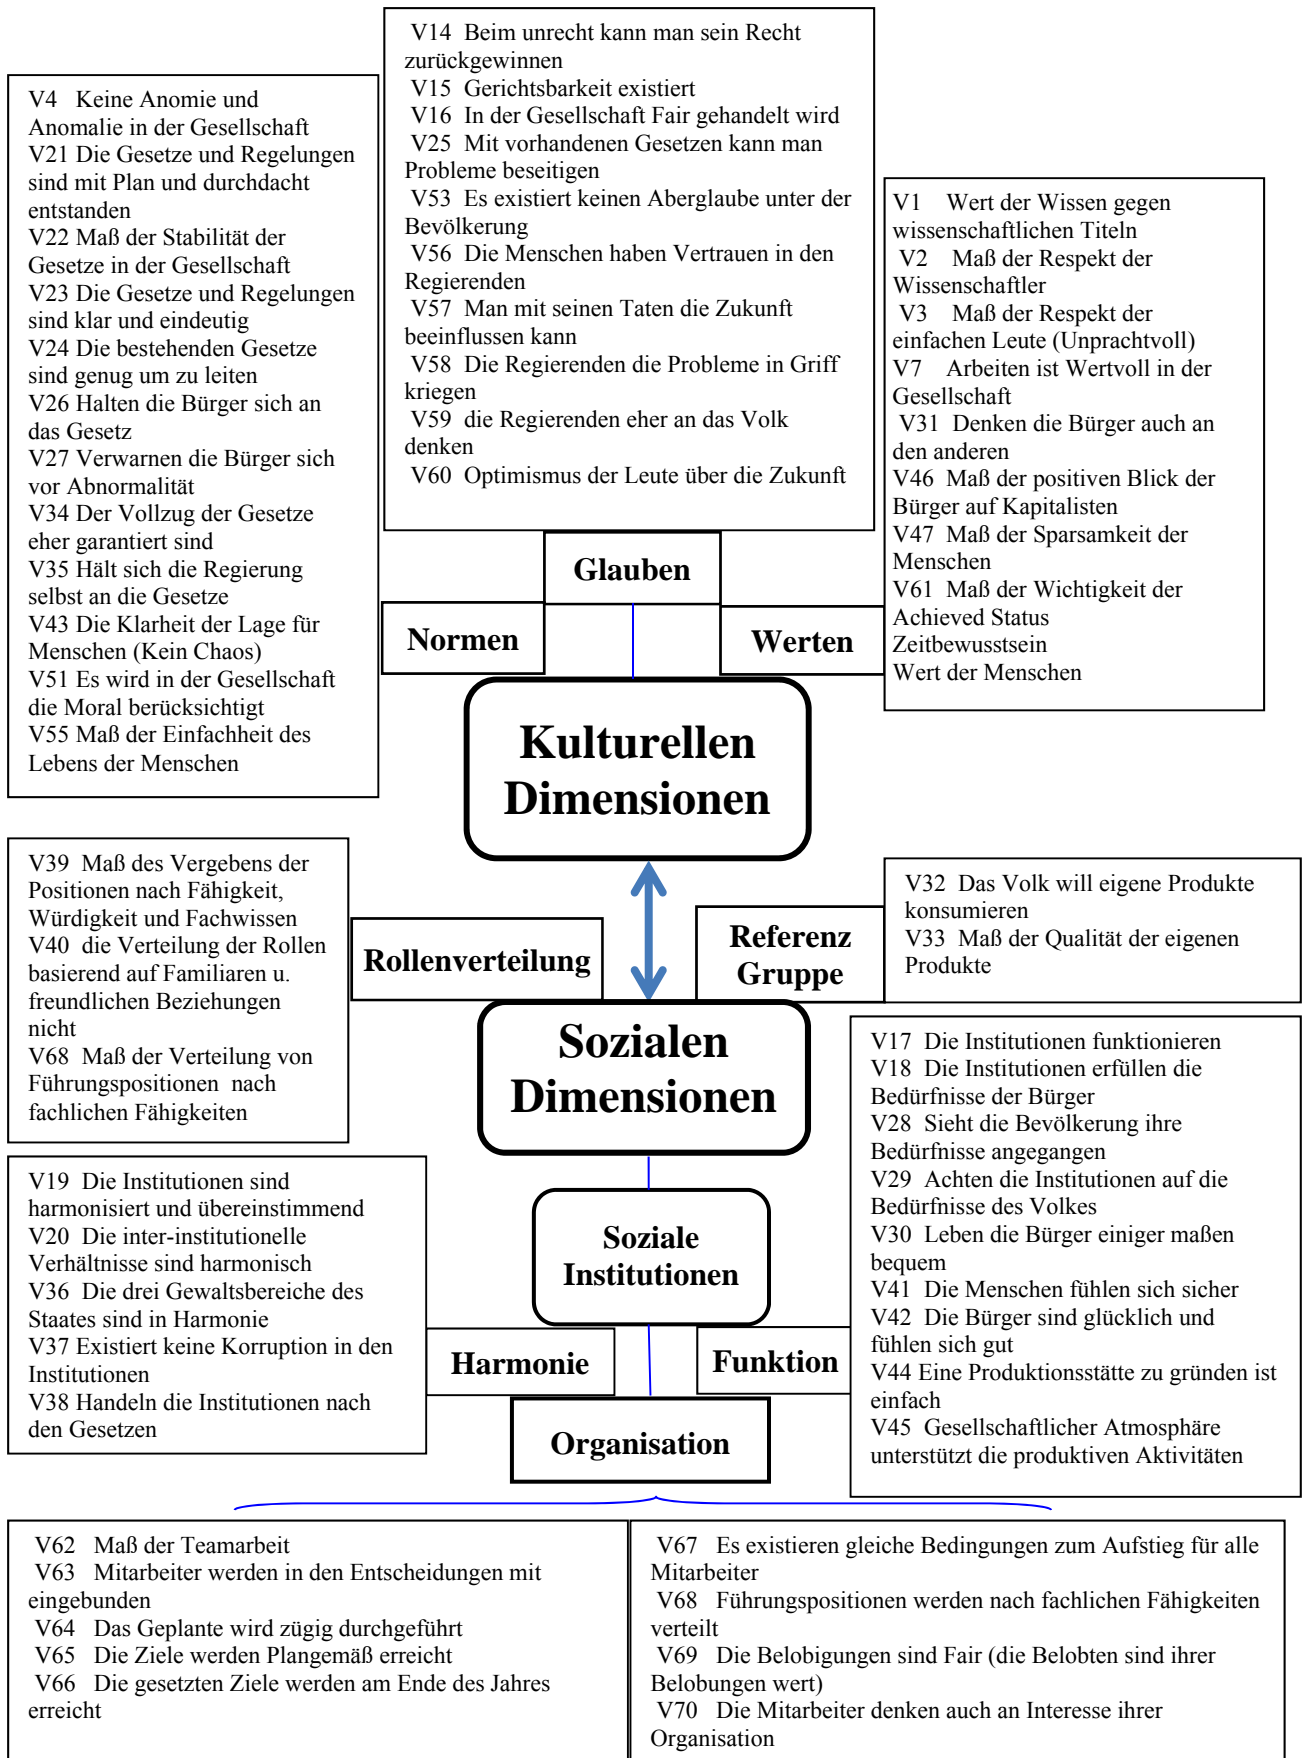 V14 Beim unrecht kann man sein Recht
zurückgewinnen
V15 Gerichtsbarkeit existiert
V16 In der Gesellschaft Fair gehandelt wird
V25 Mit vorhandenen Gesetzen kann man
Probleme beseitigen
V53 Es existiert keinen Aberglaube unter der
Bevölkerung
V56 Die Menschen haben Vertrauen in den
Regierenden
V57 Man mit seinen Taten die Zukunft
beeinflussen kann
V58 Die Regierenden die Probleme in Griff
kriegen
V59 die Regierenden eher an das Volk
denken
V60 Optimismus der Leute über die Zukunft
V4 Keine Anomie und
Anomalie in der Gesellschaft
V21 Die Gesetze und Regelungen
sind mit Plan und durchdacht
entstanden
V22 Maß der Stabilität der
Gesetze in der Gesellschaft
V23 Die Gesetze und Regelungen
sind klar und eindeutig
V24 Die bestehenden Gesetze
sind genug um zu leiten
V26 Halten die Bürger sich an
das Gesetz
V27 Verwarnen die Bürger sich
vor Abnormalität
V34 Der Vollzug der Gesetze
eher garantiert sind
V35 Hält sich die Regierung
selbst an die Gesetze
V43 Die Klarheit der Lage für
Menschen (Kein Chaos)
V51 Es wird in der Gesellschaft
die Moral berücksichtigt
V55 Maß der Einfachheit des
Lebens der Menschen
V1 Wert der Wissen gegen
wissenschaftlichen Titeln
V2 Maß der Respekt der
Wissenschaftler
V3 Maß der Respekt der
einfachen Leute (Unprachtvoll)
V7 Arbeiten ist Wertvoll in der
Gesellschaft
V31 Denken die Bürger auch an
den anderen
V46 Maß der positiven Blick der
Bürger auf Kapitalisten
V47 Maß der Sparsamkeit der
Menschen
V61 Maß der Wichtigkeit der
Achieved Status
Zeitbewusstsein
Wert der Menschen
Glauben
Normen
Werten
Kulturellen
Dimensionen
V39 Maß des Vergebens der
Positionen nach Fähigkeit,
Würdigkeit und Fachwissen
V40 die Verteilung der Rollen
basierend auf Familiaren u.
freundlichen Beziehungen
nicht
V68 Maß der Verteilung von
Führungspositionen nach
fachlichen Fähigkeiten
Rollenverteilung
Referenz
Gruppe
V32 Das Volk will eigene Produkte
konsumieren
V33 Maß der Qualität der eigenen
Produkte
Sozialen
Dimensionen
V17 Die Institutionen funktionieren
V18 Die Institutionen erfüllen die
Bedürfnisse der Bürger
V28 Sieht die Bevölkerung ihre
Bedürfnisse angegangen
V29 Achten die Institutionen auf die
Bedürfnisse des Volkes
V30 Leben die Bürger einiger maßen
bequem
V41 Die Menschen fühlen sich sicher
V42 Die Bürger sind glücklich und
fühlen sich gut
V44 Eine Produktionsstätte zu gründen ist
einfach
V45 Gesellschaftlicher Atmosphäre
unterstützt die produktiven Aktivitäten
V19 Die Institutionen sind
harmonisiert und übereinstimmend
V20 Die inter-institutionelle
Verhältnisse sind harmonisch
V36 Die drei Gewaltsbereiche des
Staates sind in Harmonie
V37 Existiert keine Korruption in den
Institutionen
V38 Handeln die Institutionen nach
den Gesetzen
Soziale
Institutionen
Harmonie
Funktion
Organisation
V62 Maß der Teamarbeit
V63 Mitarbeiter werden in den Entscheidungen mit
eingebunden
V64 Das Geplante wird zügig durchgeführt
V65 Die Ziele werden Plangemäß erreicht
V66 Die gesetzten Ziele werden am Ende des Jahres
erreicht
V67 Es existieren gleiche Bedingungen zum Aufstieg für alle
Mitarbeiter
V68 Führungspositionen werden nach fachlichen Fähigkeiten
verteilt
V69 Die Belobigungen sind Fair (die Belobten sind ihrer
Belobungen wert)
V70 Die Mitarbeiter denken auch an Interesse ihrer
Organisation